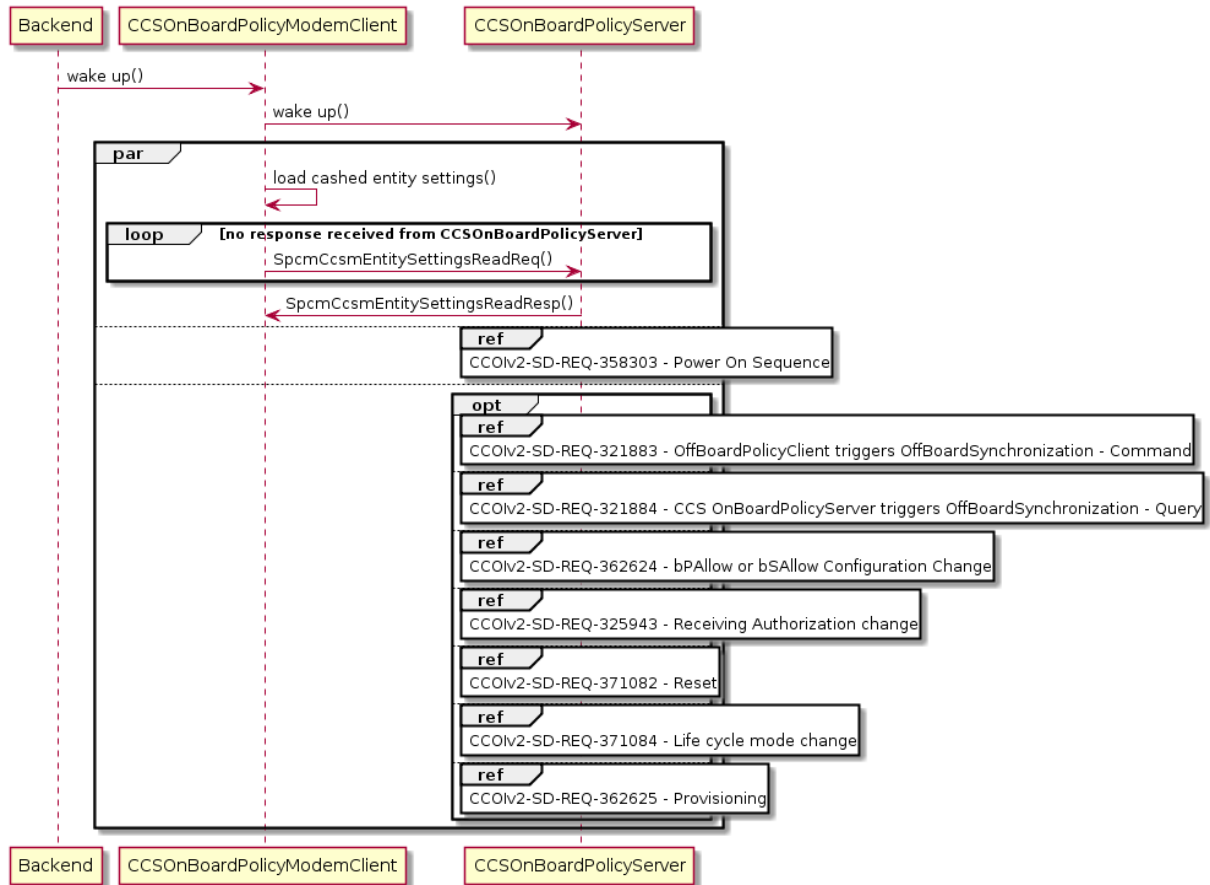 Backend CCSOnBoardPolicyModemClient CCSOnBoardPolicyServer
wake up()
wake up()
par
load cashed entity settings()
loop [no response received from CCSOnBoardPolicyServer]
SpcmCcsmEntitySettingsReadReq()
SpcmCcsmEntitySettingsReadResp()
ref
CCOIv2-SD-REQ-358303 - Power On Sequence
opt
ref
CCOIv2-SD-REQ-321883 - OffBoardPolicyClient triggers OffBoardSynchronization - Command
ref
CCOIv2-SD-REQ-321884 - CCS OnBoardPolicyServer triggers OffBoardSynchronization - Query
ref
CCOIv2-SD-REQ-362624 - bPAllow or bSAllow Configuration Change
ref
CCOIv2-SD-REQ-325943 - Receiving Authorization change
ref
CCOIv2-SD-REQ-371082 - Reset
ref
CCOIv2-SD-REQ-371084 - Life cycle mode change
ref
CCOIv2-SD-REQ-362625 - Provisioning
Backend CCSOnBoardPolicyModemClient CCSOnBoardPolicyServer